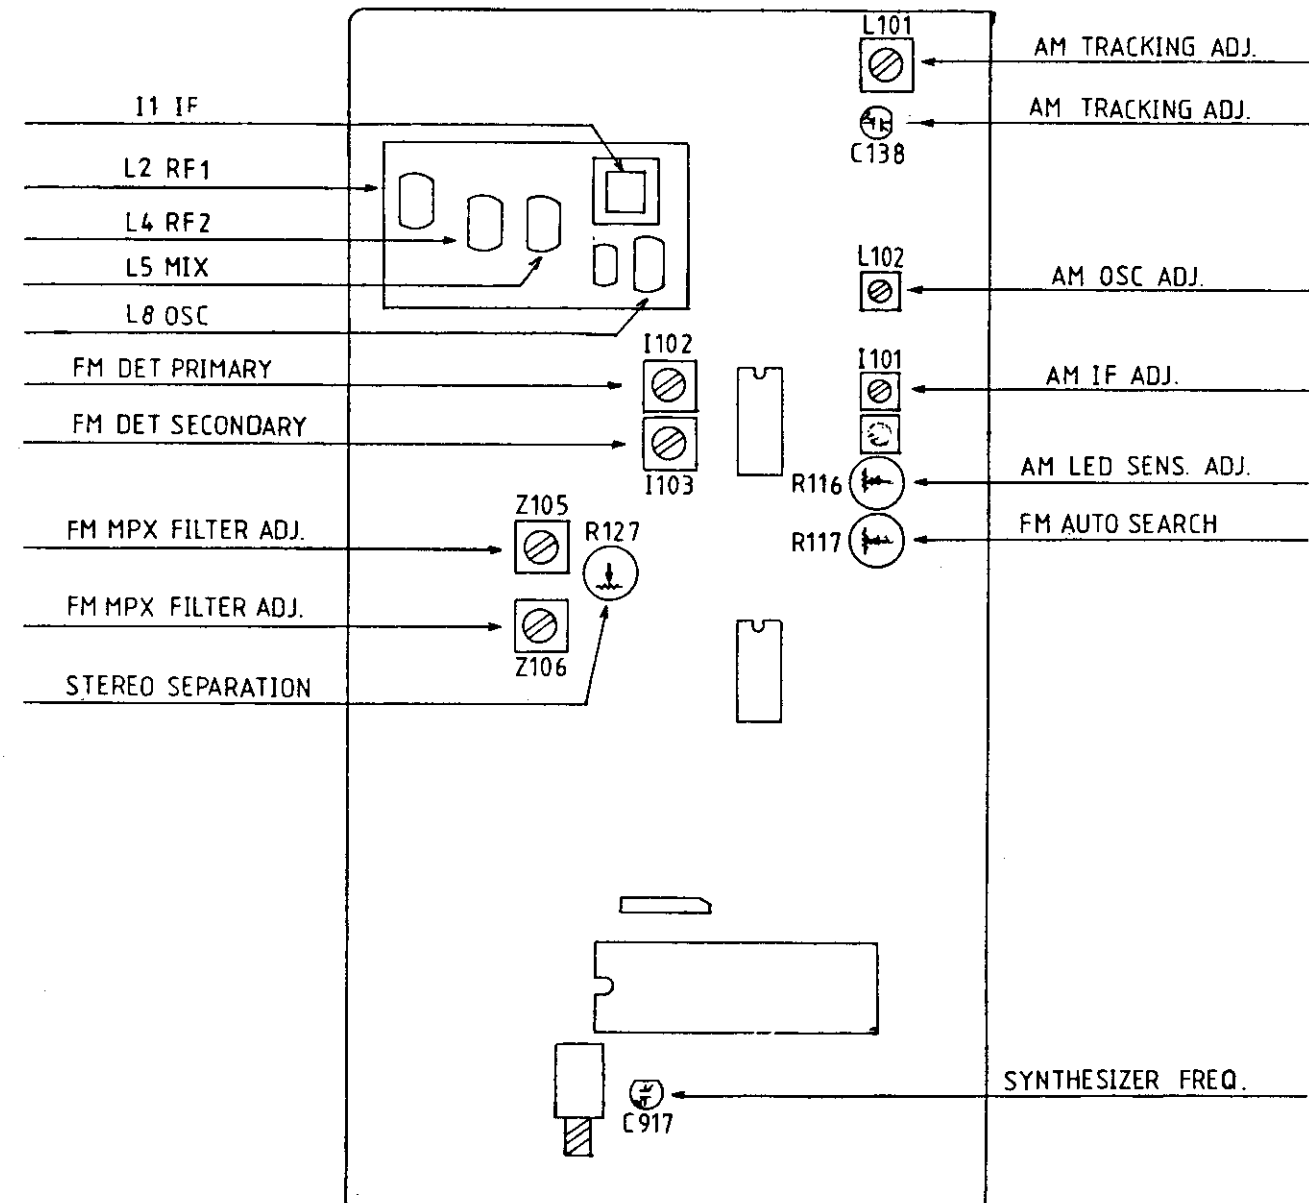 L101
AM TRACKING ADJ.
I1 IF
AM TRACKING ADJ.
C138
L2 RF1
L4 RF2
L5 MIX
L102
AM OSC ADJ.
L8 OSC
I102
I101
FM DET PRIMARY
AM IF ADJ.
FM DET SECONDARY
I103
R116
AM LED SENS. ADJ.
Z105
R127
FM MPX FILTER ADJ.
R117
FM AUTO SEARCH
FM MPX FILTER ADJ.
Z106
STEREO SEPARATION
SYNTHESIZER FREQ.
C917